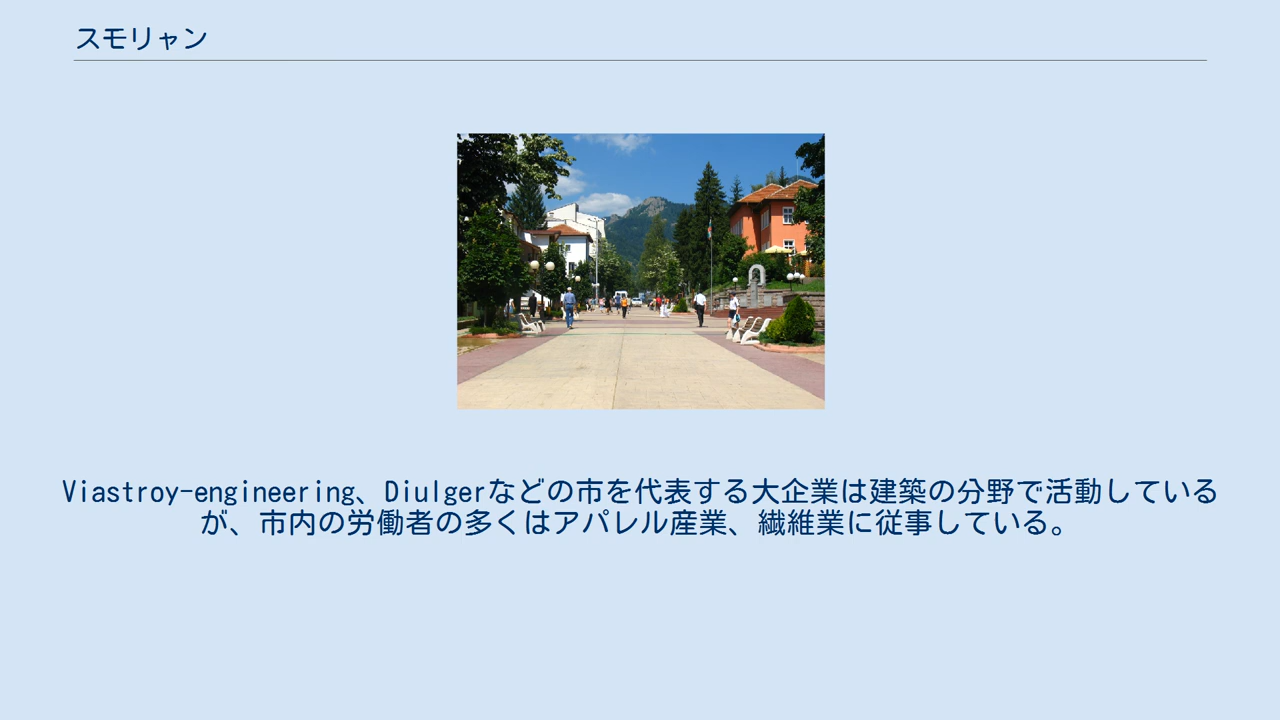 スモリャン
Viastroy-engineering、Diulgerなどの市を代表する大企業は建築の分野で活動している
が、市内の労働者の多くはアパレル産業、繊維業に従事している。